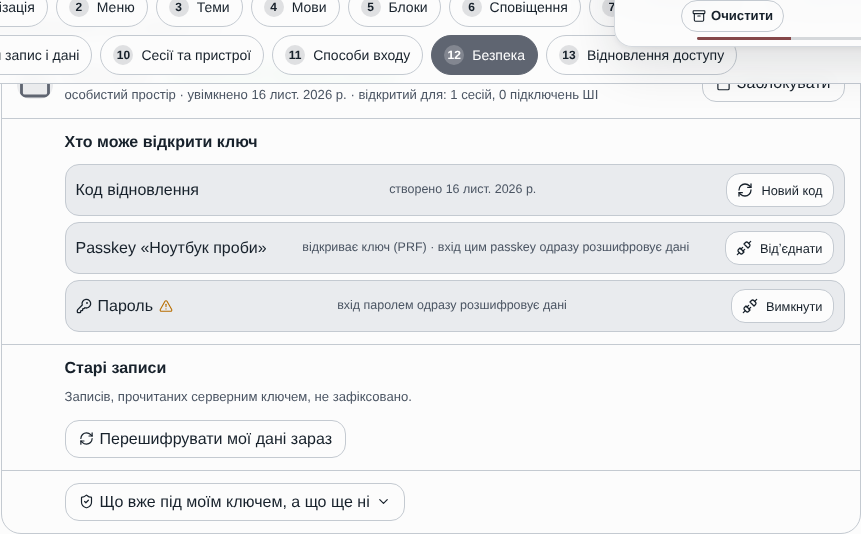 ізація
2 Меню
3 Теми
4 Мови
5 Блоки
6 Сповіщення
7
Очистити
запис і дані
10 Сесії та пристрої
11 Способи входу
12 Безпека
13 Відновлення доступу
особистий простір · увімкнено 16 лист. 2026 р. · відкритий для: 1 сесій, 0 підключень ШІ
Заблокувати
Хто може відкрити ключ
Код відновлення
створено 16 лист. 2026 р.
Новий код
Passkey «Ноутбук проби»
відкриває ключ (PRF) · вхід цим passkey одразу розшифровує дані
Від'єднати
Пароль
вхід паролем одразу розшифровує дані
Вимкнути
Старі записи
Записів, прочитаних серверним ключем, не зафіксовано.
Перешифрувати мої дані зараз
Що вже під моїм ключем, а що ще ні